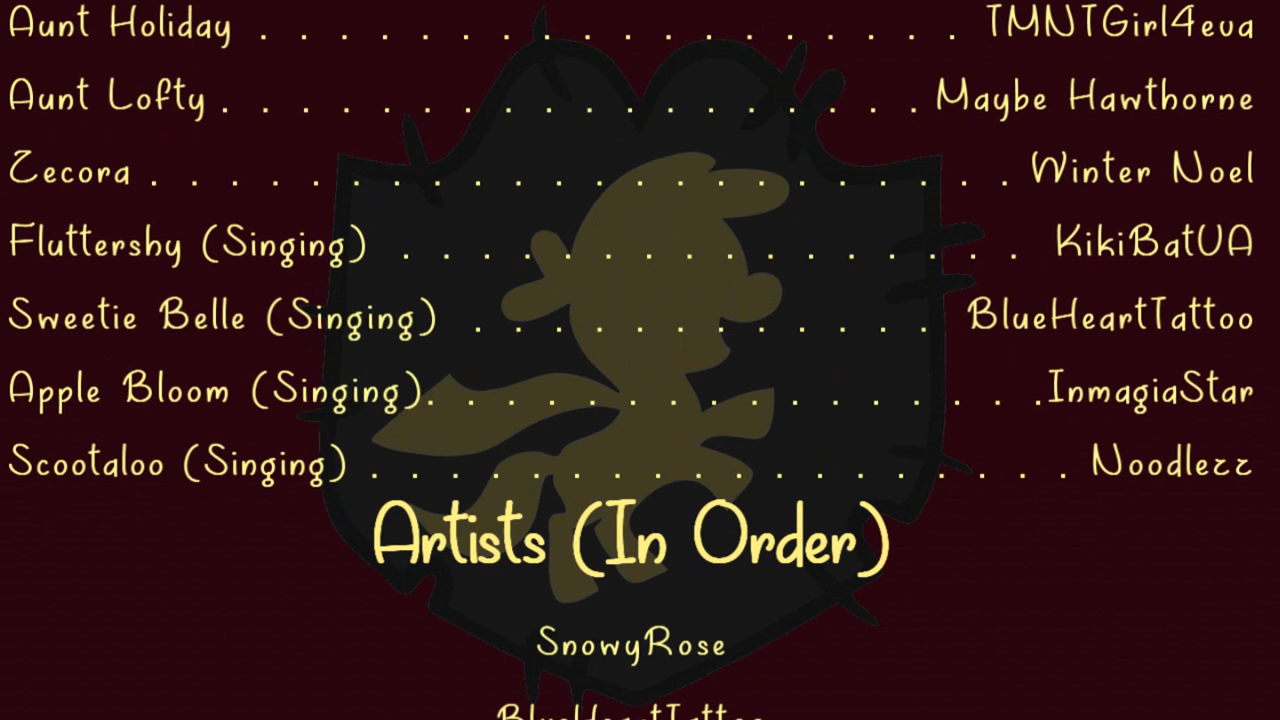 Aunt Holiday . . . . . . . . . . . . . . . . . . TMNTGirl4eva
Aunt Lofty . . . . . . . . . . . . . . . . . . Maybe Hawthorne
Zecora . . . . . . . . . . . . . . . . . . . . . . Winter Noel
Fluttershy (Singing) . . . . . . . . . . . . . . . . KikiBatUA
Sweetie Belle (Singing) . . . . . . . . . . . . BlueHeartTattoo
Apple Bloom (Singing). . . . . . . . . . . . . . . .InmagiaStar
Scootaloo (Singing) . . . . . . . . . . . . . . . . . . Noodlezz
Artists (In Order)
SnowyRose
BlueHeartTattoo